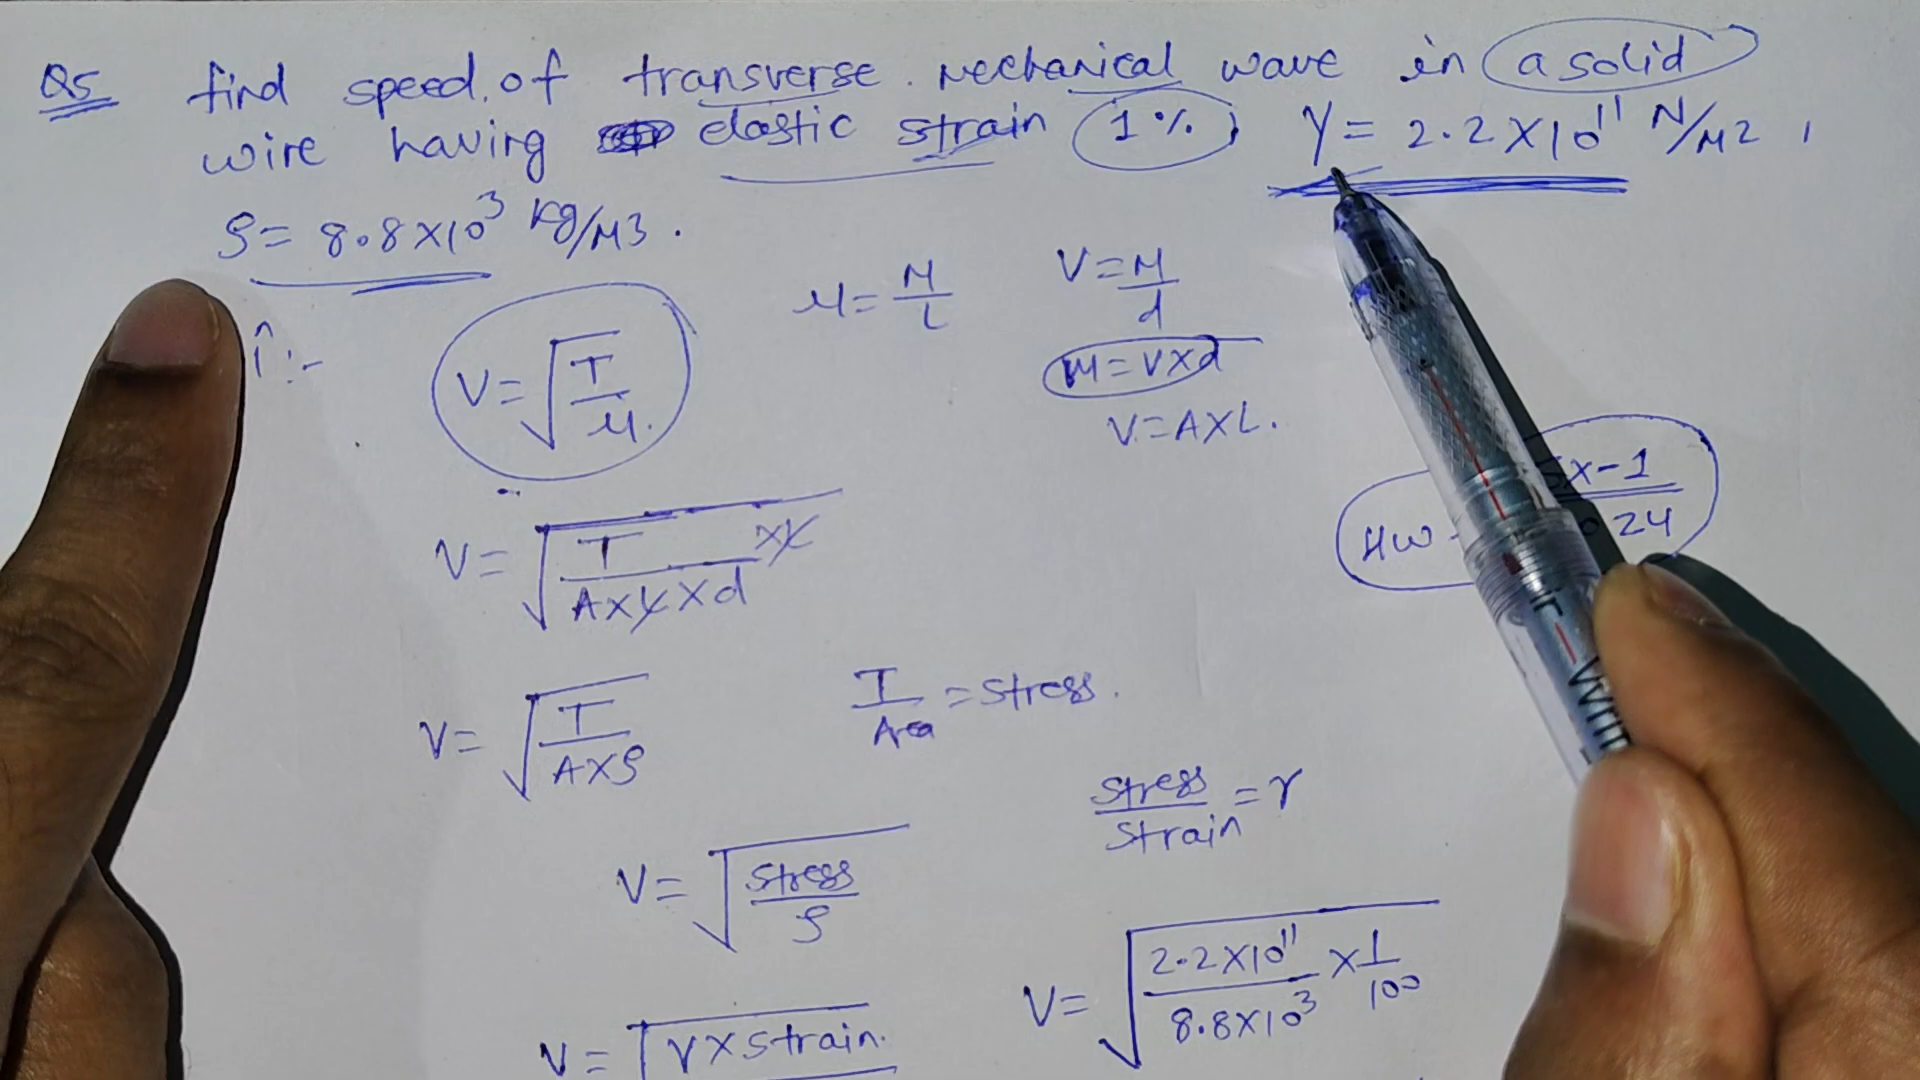 Q5 find speed of transverse mechanical wave in a solid
wire having elastic strain 1%, Y = 2.2×10¹¹ N/M2,
ρ = 8.8×10³ kg/M3.
:-
V = √(T/μ)
μ = M/L
V = M/d
M = V×d
V = A×L.
V = √(T/(A×L×d) ×L)
HW x-1
24
V = √(T/(A×ρ))
T/Area = stress.
stress/strain = Y
V = √(stress/ρ)
V = √(2.2×10¹¹/8.8×10³ × 1/100)
V = √(Y×strain.